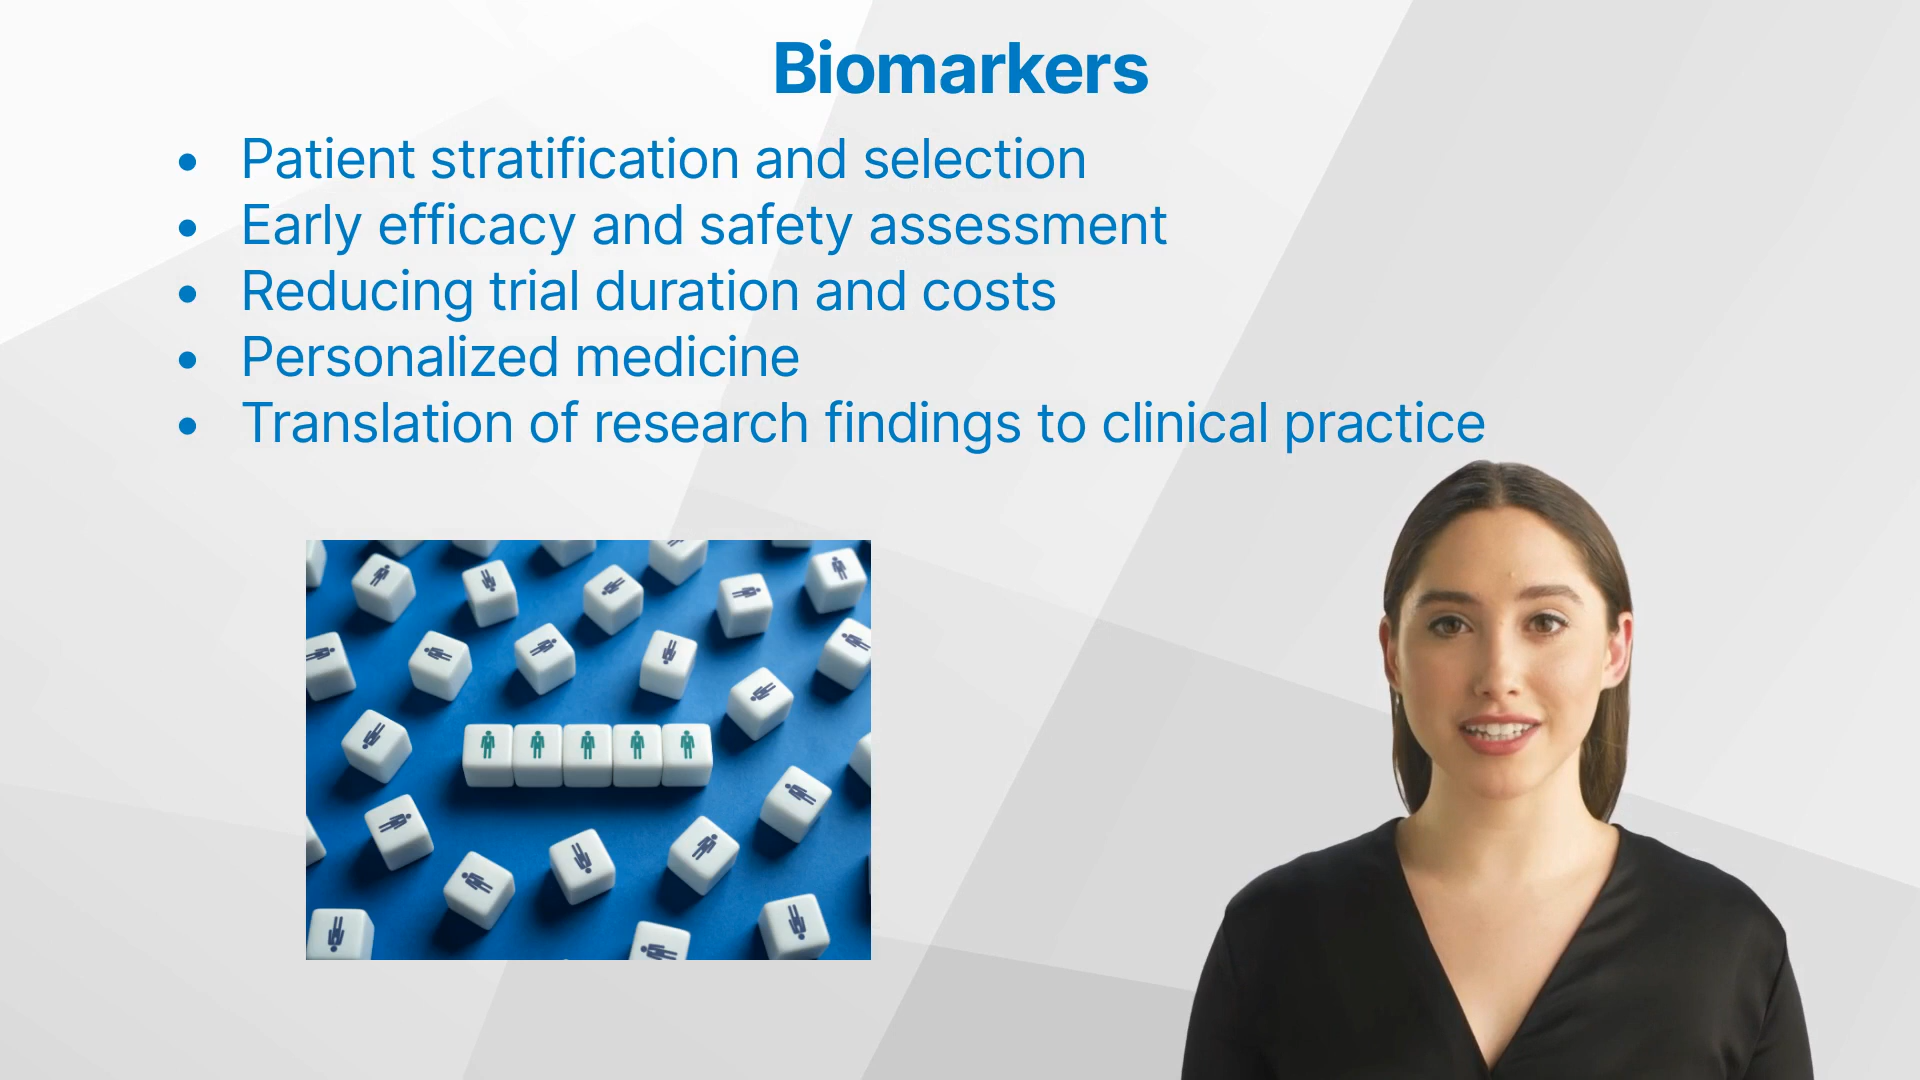 Biomarkers
• Patient stratification and selection
• Early efficacy and safety assessment
• Reducing trial duration and costs
• Personalized medicine
• Translation of research findings to clinical practice